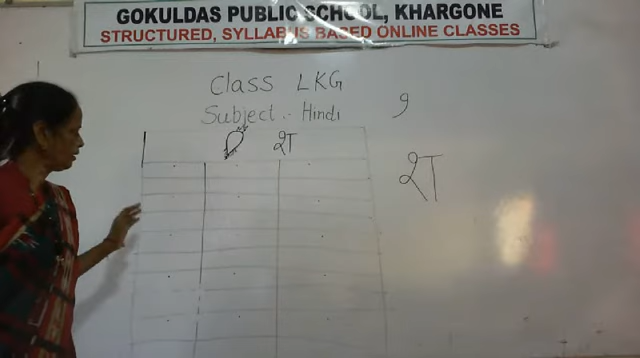 GOKULDAS PUBLIC SCHOOL, KHARGONE
STRUCTURED, SYLLABUS BASED ONLINE CLASSES
Class LKG
Subject :- Hindi
श
श